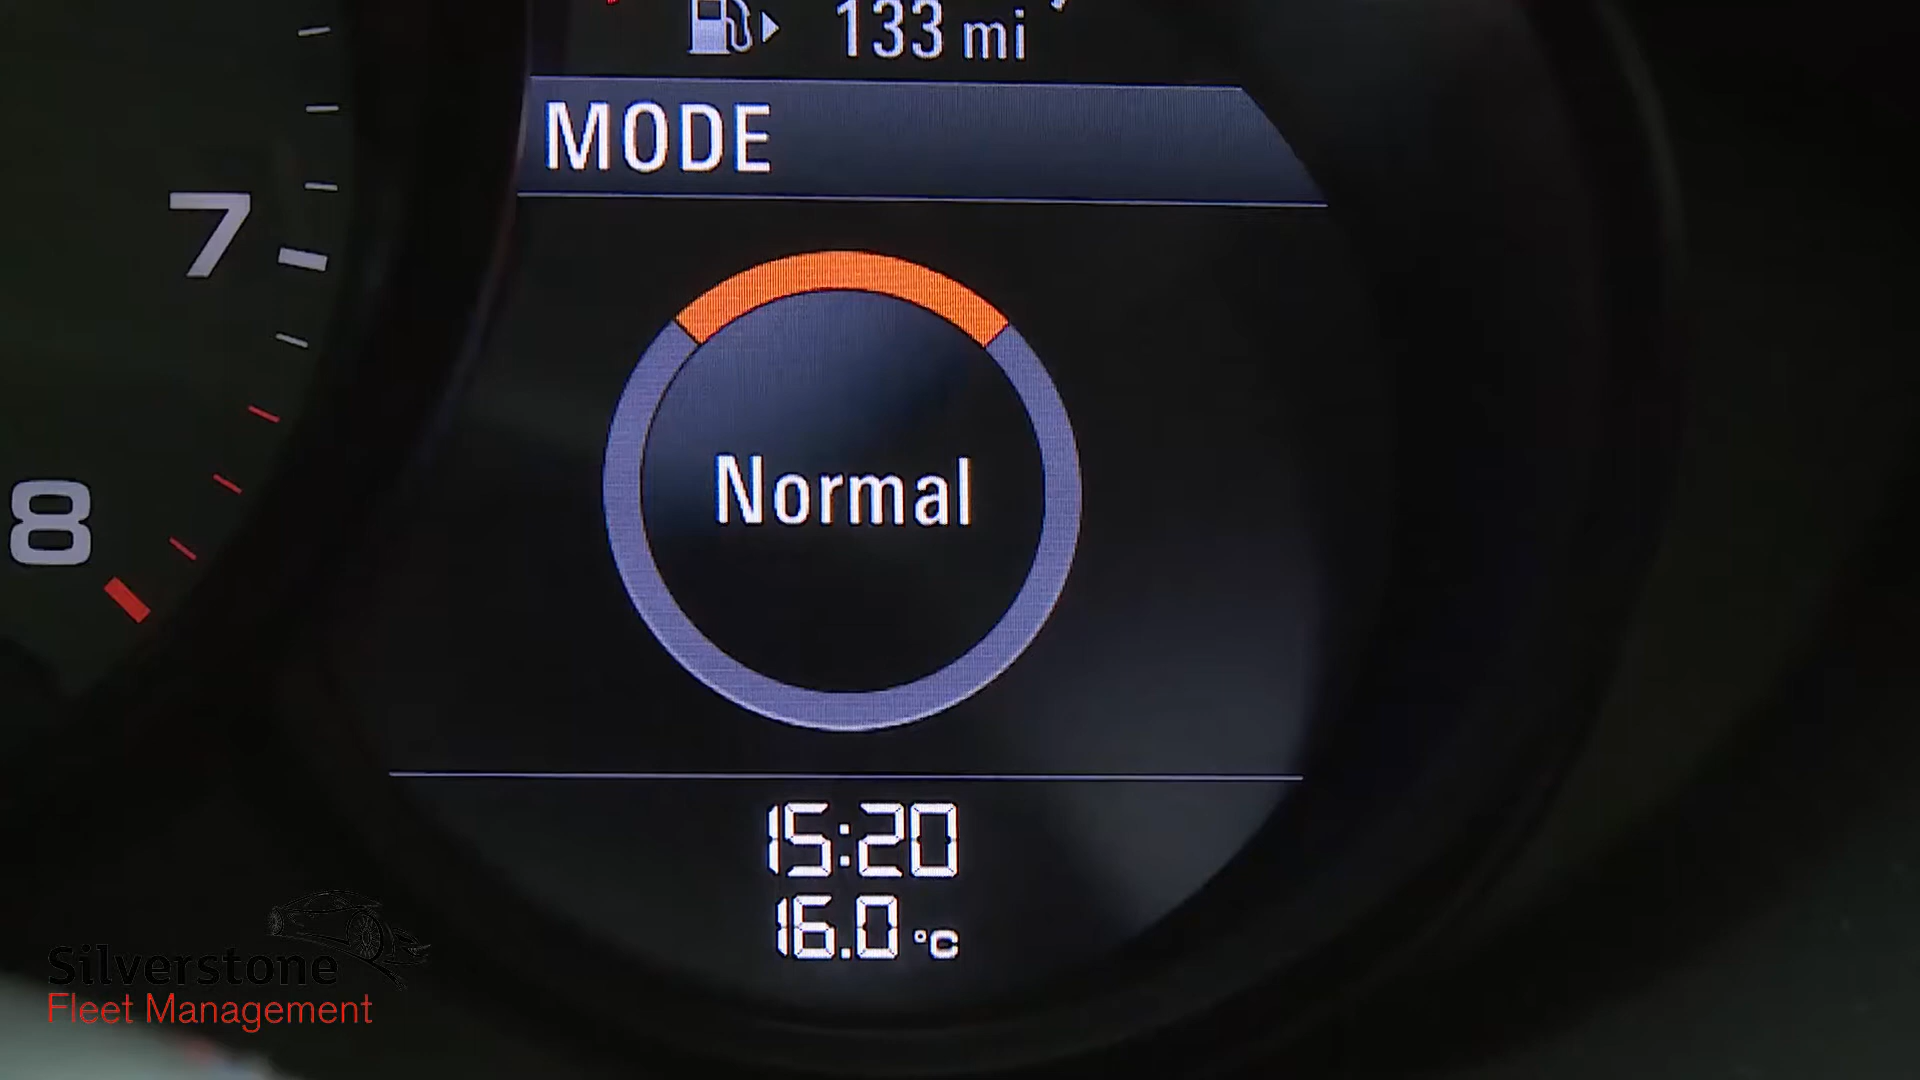 133 mi
MODE
7
Normal
8
15:20
16.0 °C
Silverstone
Fleet Management